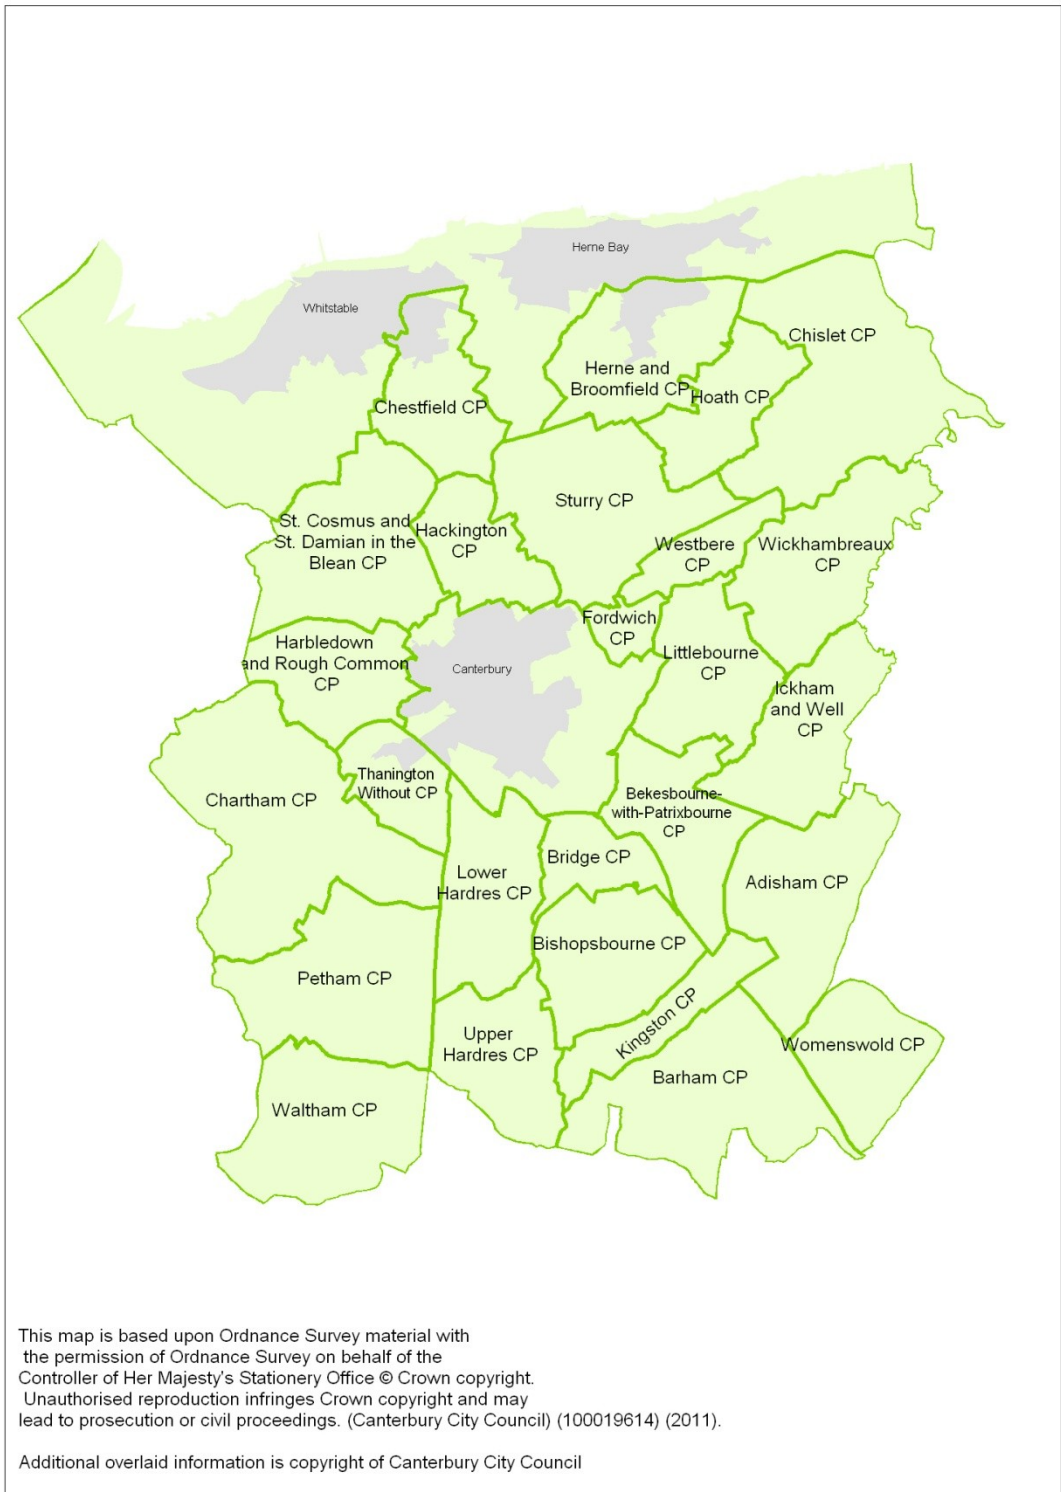 Herne Bay
Whitstable
Chislet CP
Herne and
Broomfield CP
Hoath CP
Chestfield CP
Sturry CP
St. Cosmus and
St. Damian in the
Blean CP
Hackington
CP
Westbere
CP
Wickhambreaux
CP
Fordwich
CP
Harbledown
and Rough Common
CP
Canterbury
Littlebourne
CP
Ickham
and Well
CP
Thanington
Without CP
Chartham CP
Bekesbourne-
with-Patrixbourne
CP
Bridge CP
Lower
Hardres CP
Adisham CP
Bishopsbourne CP
Petham CP
Kingston CP
Upper
Hardres CP
Womenswold CP
Barham CP
Waltham CP
This map is based upon Ordnance Survey material with
the permission of Ordnance Survey on behalf of the
Controller of Her Majesty's Stationery Office © Crown copyright.
Unauthorised reproduction infringes Crown copyright and may
lead to prosecution or civil proceedings. (Canterbury City Council) (100019614) (2011).
Additional overlaid information is copyright of Canterbury City Council